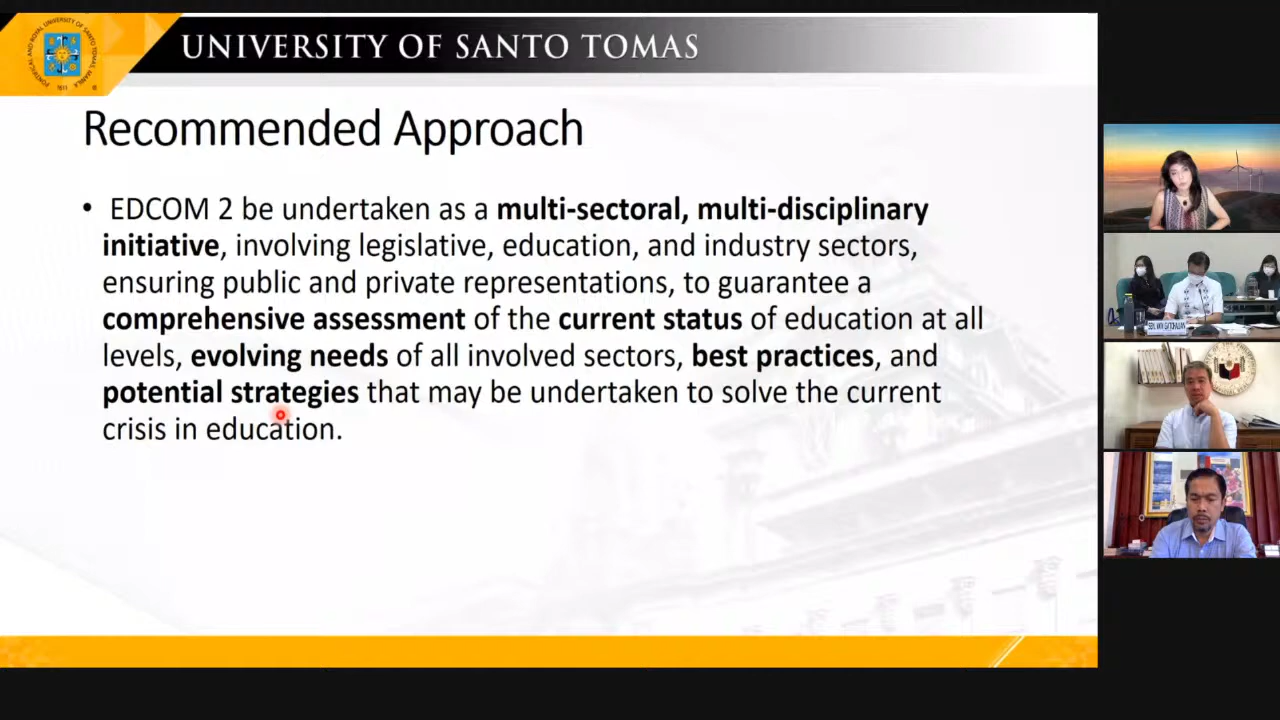 UNIVERSITY OF SANTO TOMAS
Recommended Approach
• EDCOM 2 be undertaken as a multi-sectoral, multi-disciplinary
initiative, involving legislative, education, and industry sectors,
ensuring public and private representations, to guarantee a
comprehensive assessment of the current status of education at all
levels, evolving needs of all involved sectors, best practices, and
potential strategies that may be undertaken to solve the current
crisis in education.
SEN. WIN GATCHALIAN